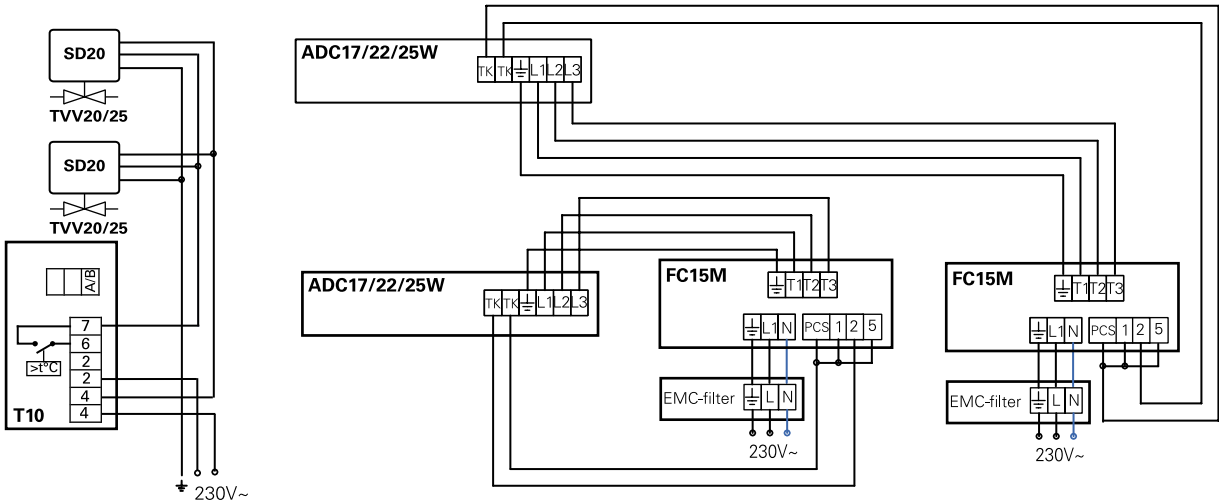 SD20
TVV20/25
SD20
TVV20/25
A/B
7
6
2
2
4
4
>t°C
T10
230V~
ADC17/22/25W
TK TK L1 L2 L3
ADC17/22/25W
TK TK L1 L2 L3
FC15M
T1 T2 T3
L1 N PCS 1 2 5
EMC-filter L N
230V~
FC15M
T1 T2 T3
L1 N PCS 1 2 5
EMC-filter L N
230V~